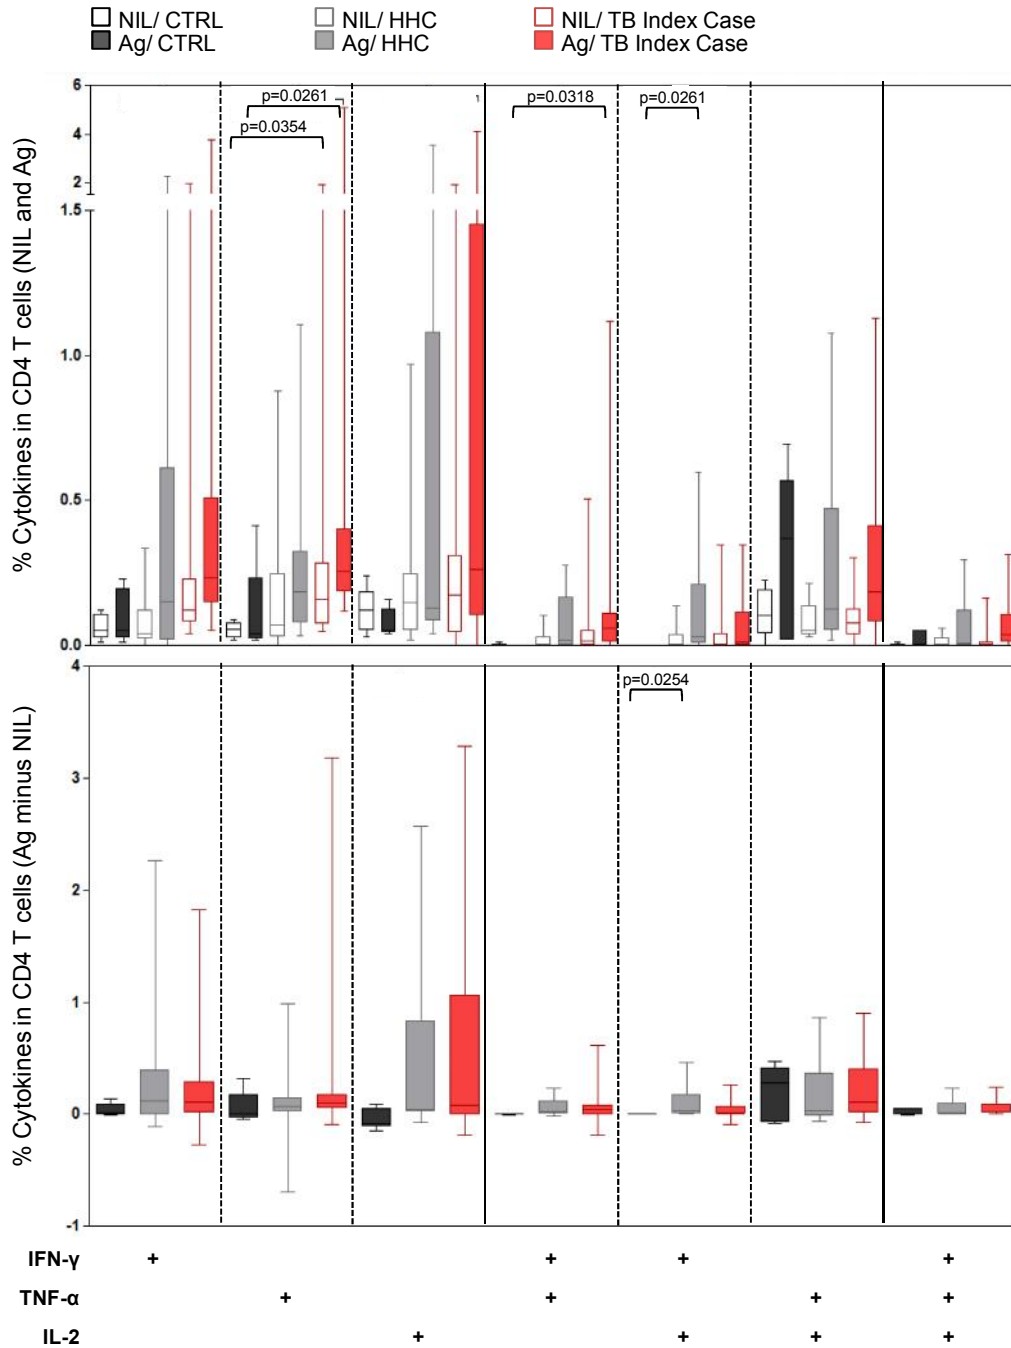 NIL/ CTRL NIL/ HHC NIL/ TB Index Case
Ag/ CTRL Ag/ HHC Ag/ TB Index Case
% Cytokines in CD4 T cells (NIL and Ag)
6
4
2
1.5
1.0
0.5
0.0
p=0.0261
p=0.0354
p=0.0318
p=0.0261
% Cytokines in CD4 T cells (Ag minus NIL)
4
3
2
1
0
-1
p=0.0254
IFN-γ + + + +
TNF-α + + + +
IL-2 + + + +